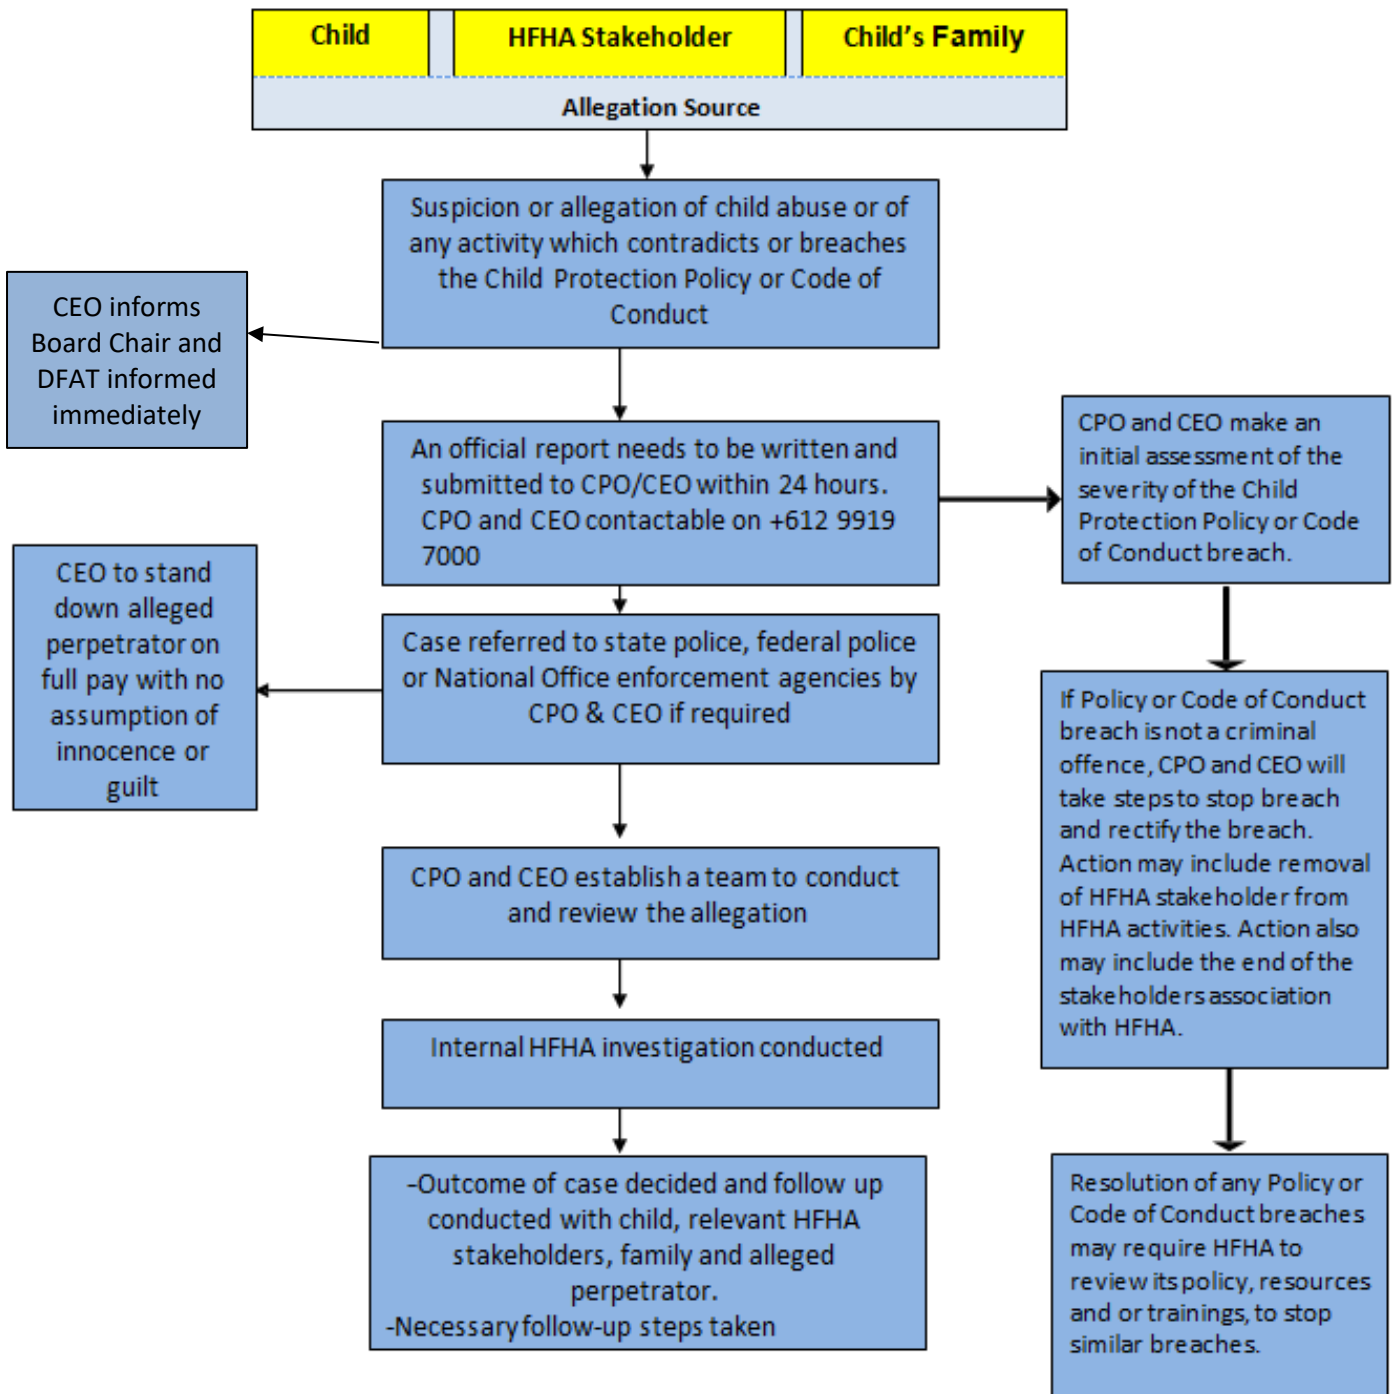 Child
HFHA Stakeholder
Child's Family
Allegation Source
Suspicion or allegation of child abuse or of
any activity which contradicts or breaches
the Child Protection Policy or Code of
Conduct
CEO informs
Board Chair and
DFAT informed
immediately
An official report needs to be written and
submitted to CPO/CEO within 24 hours.
CPO and CEO contactable on +612 9919
7000
CPO and CEO make an
initial assessment of the
severity of the Child
Protection Policy or Code
of Conduct breach.
CEO to stand
down alleged
perpetrator on
full pay with no
assumption of
innocence or
guilt
Case referred to state police, federal police
or National Office enforcement agencies by
CPO & CEO if required
If Policy or Code of Conduct
breach is not a criminal
offence, CPO and CEO will
take steps to stop breach
and rectify the breach.
Action may include removal
of HFHA stakeholder from
HFHA activities. Action also
may include the end of the
stakeholders association
with HFHA.
CPO and CEO establish a team to conduct
and review the allegation
Internal HFHA investigation conducted
-Outcome of case decided and follow up
conducted with child, relevant HFHA
stakeholders, family and alleged
perpetrator.
-Necessary follow-up steps taken
Resolution of any Policy or
Code of Conduct breaches
may require HFHA to
review its policy, resources
and or trainings, to stop
similar breaches.